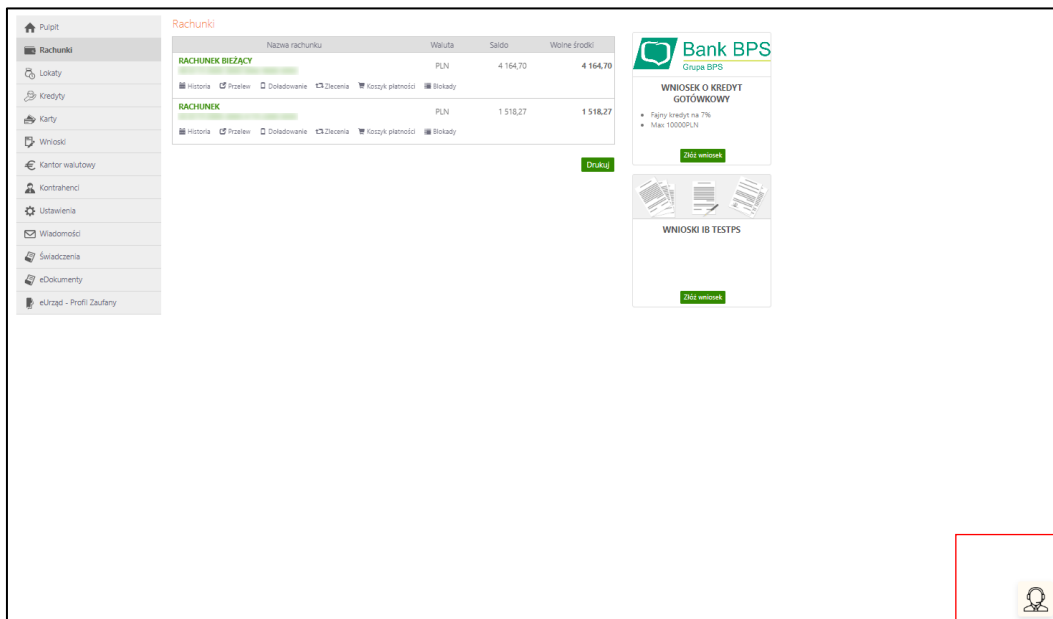 Pulpit
Rachunki
Lokaty
Kredyty
Karty
Wnioski
Kantor walutowy
Kontrahenci
Ustawienia
Wiadomości
Świadczenia
eDokumenty
eUrząd - Profil Zaufany
Rachunki
Nazwa rachunku Waluta Saldo Wolne środki
RACHUNEK BIEŻĄCY
PLN 4 164,70 4 164,70
Historia Przelew Doładowanie Zlecenia Koszyk płatności Blokady
RACHUNEK
PLN 1 518,27 1 518,27
Historia Przelew Doładowanie Zlecenia Koszyk płatności Blokady
Drukuj
Bank BPS
Grupa BPS
WNIOSEK O KREDYT
GOTÓWKOWY
Fajny kredyt na 7%
Max 10000PLN
Złóż wniosek
WNIOSKI IB TESTPS
Złóż wniosek